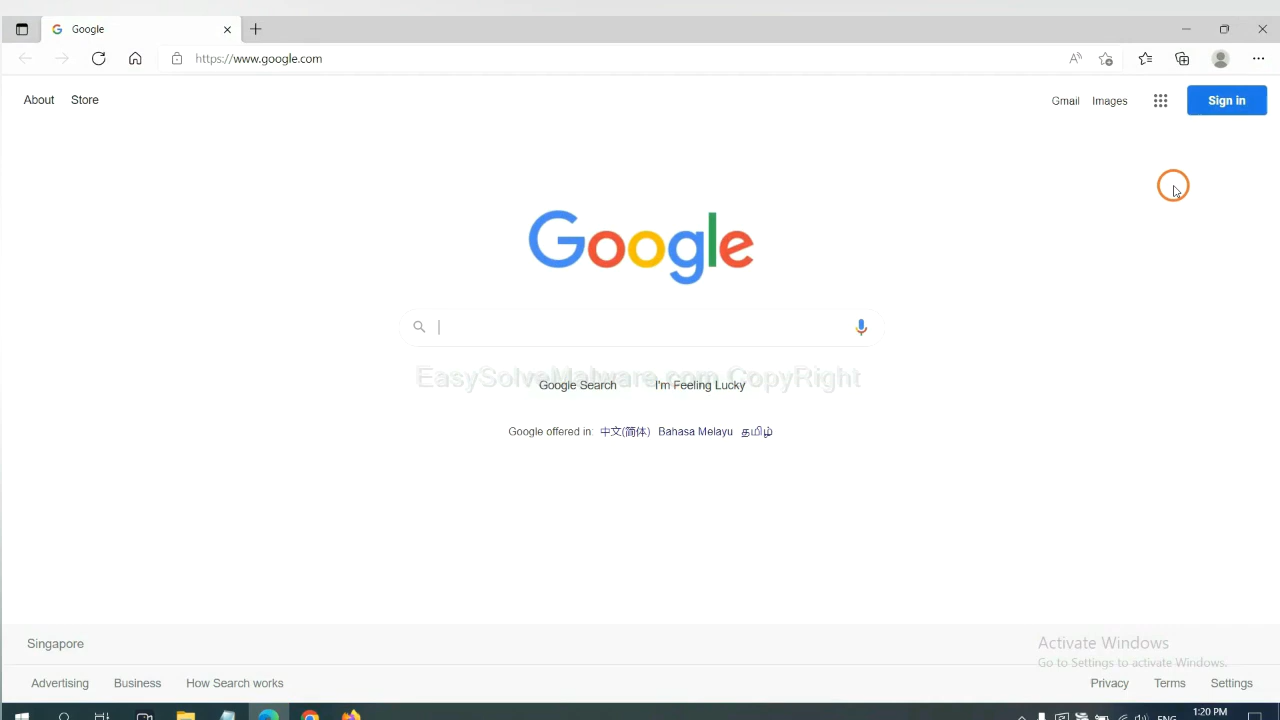 Google
https://www.google.com
About Store
Gmail Images Sign in
Google
EasySolveMalware.com CopyRight
Google Search I'm Feeling Lucky
Google offered in: 中文(简体) Bahasa Melayu தமிழ்
Singapore
Activate Windows
Go to Settings to activate Windows.
Advertising Business How Search works
Privacy Terms Settings
ENG 1:20 PM